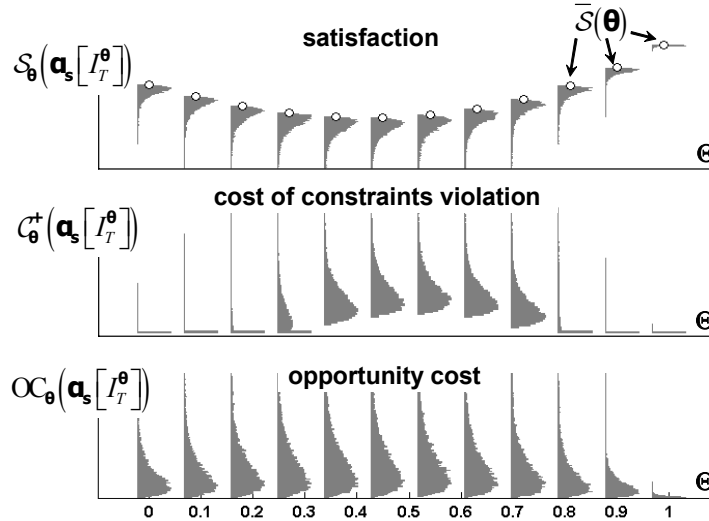 satisfaction
S̄(θ)
𝒮_θ(α_s[I_T^θ])
Θ
cost of constraints violation
𝒞_θ^+(α_s[I_T^θ])
Θ
opportunity cost
OC_θ(α_s[I_T^θ])
Θ
0 0.1 0.2 0.3 0.4 0.5 0.6 0.7 0.8 0.9 1